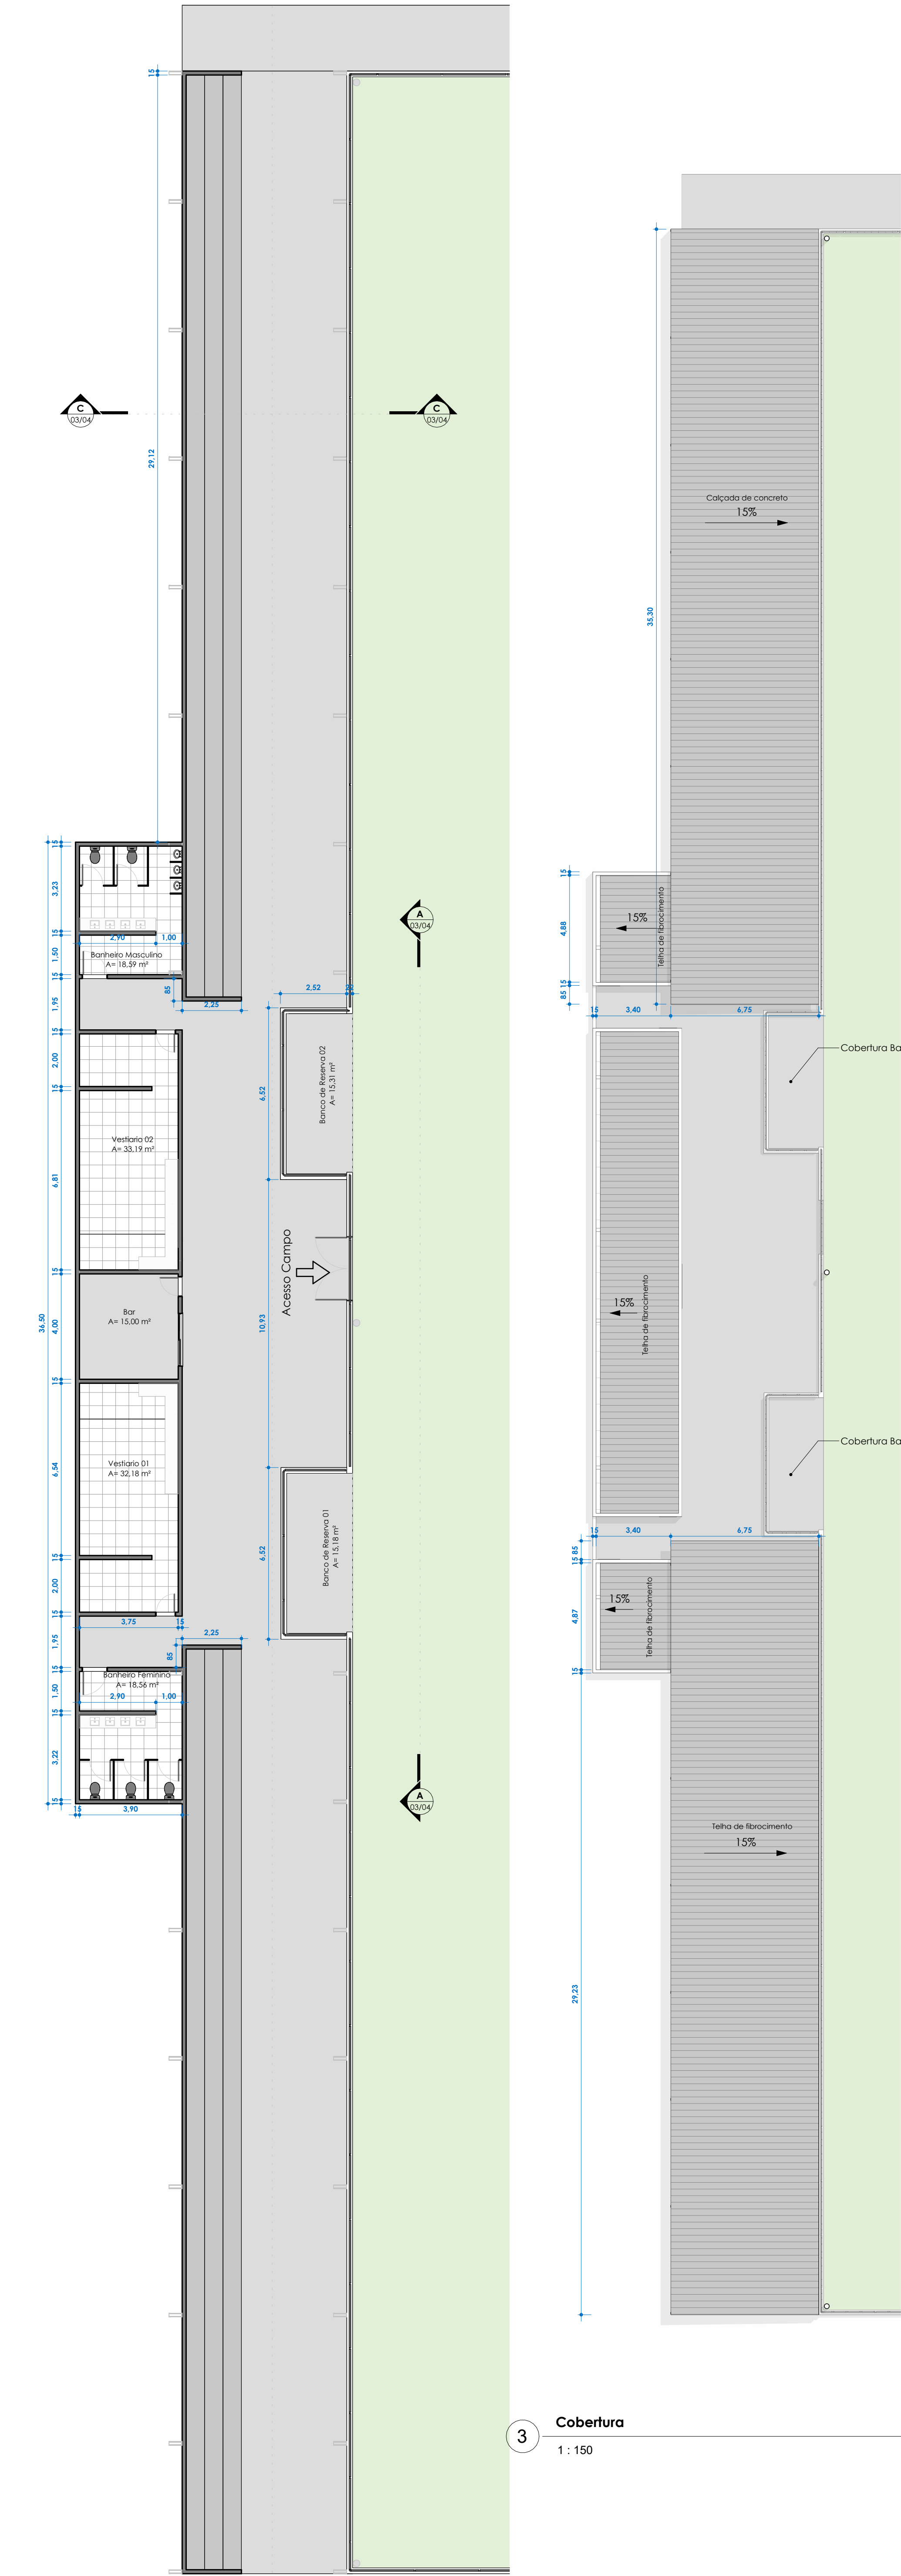 15
29,12
C
03/04
C
03/04
36,50
15
3,23
15
1,50
15
1,95
15
2,00
15
6,81
15
4,00
15
6,54
15
2,00
15
1,95
15
1,50
15
3,22
15
2,90
1,00
Banheiro Masculino
A= 18,59 m²
85
2,25
2,52
A
03/04
6,52
Banco de Reserva 02
A= 15,31 m²
Vestiario 02
A= 33,19 m²
Acesso Campo
10,93
Bar
A= 15,00 m²
Vestiario 01
A= 32,18 m²
6,52
Banco de Reserva 01
A= 15,18 m²
3,75
15
2,25
85
Banheiro Feminino
A= 18,56 m²
2,90
1,00
15
3,90
A
03/04
35,30
Calçada de concreto
15%
15
4,88
15
85
15%
Telha de fibrocimento
15
3,40
6,75
Cobertura Ba
15%
Telha de fibrocimento
Cobertura Ba
15
3,40
6,75
85
15
4,87
15
15%
Telha de fibrocimento
Telha de fibrocimento
15%
29,23
3
Cobertura
1 : 150